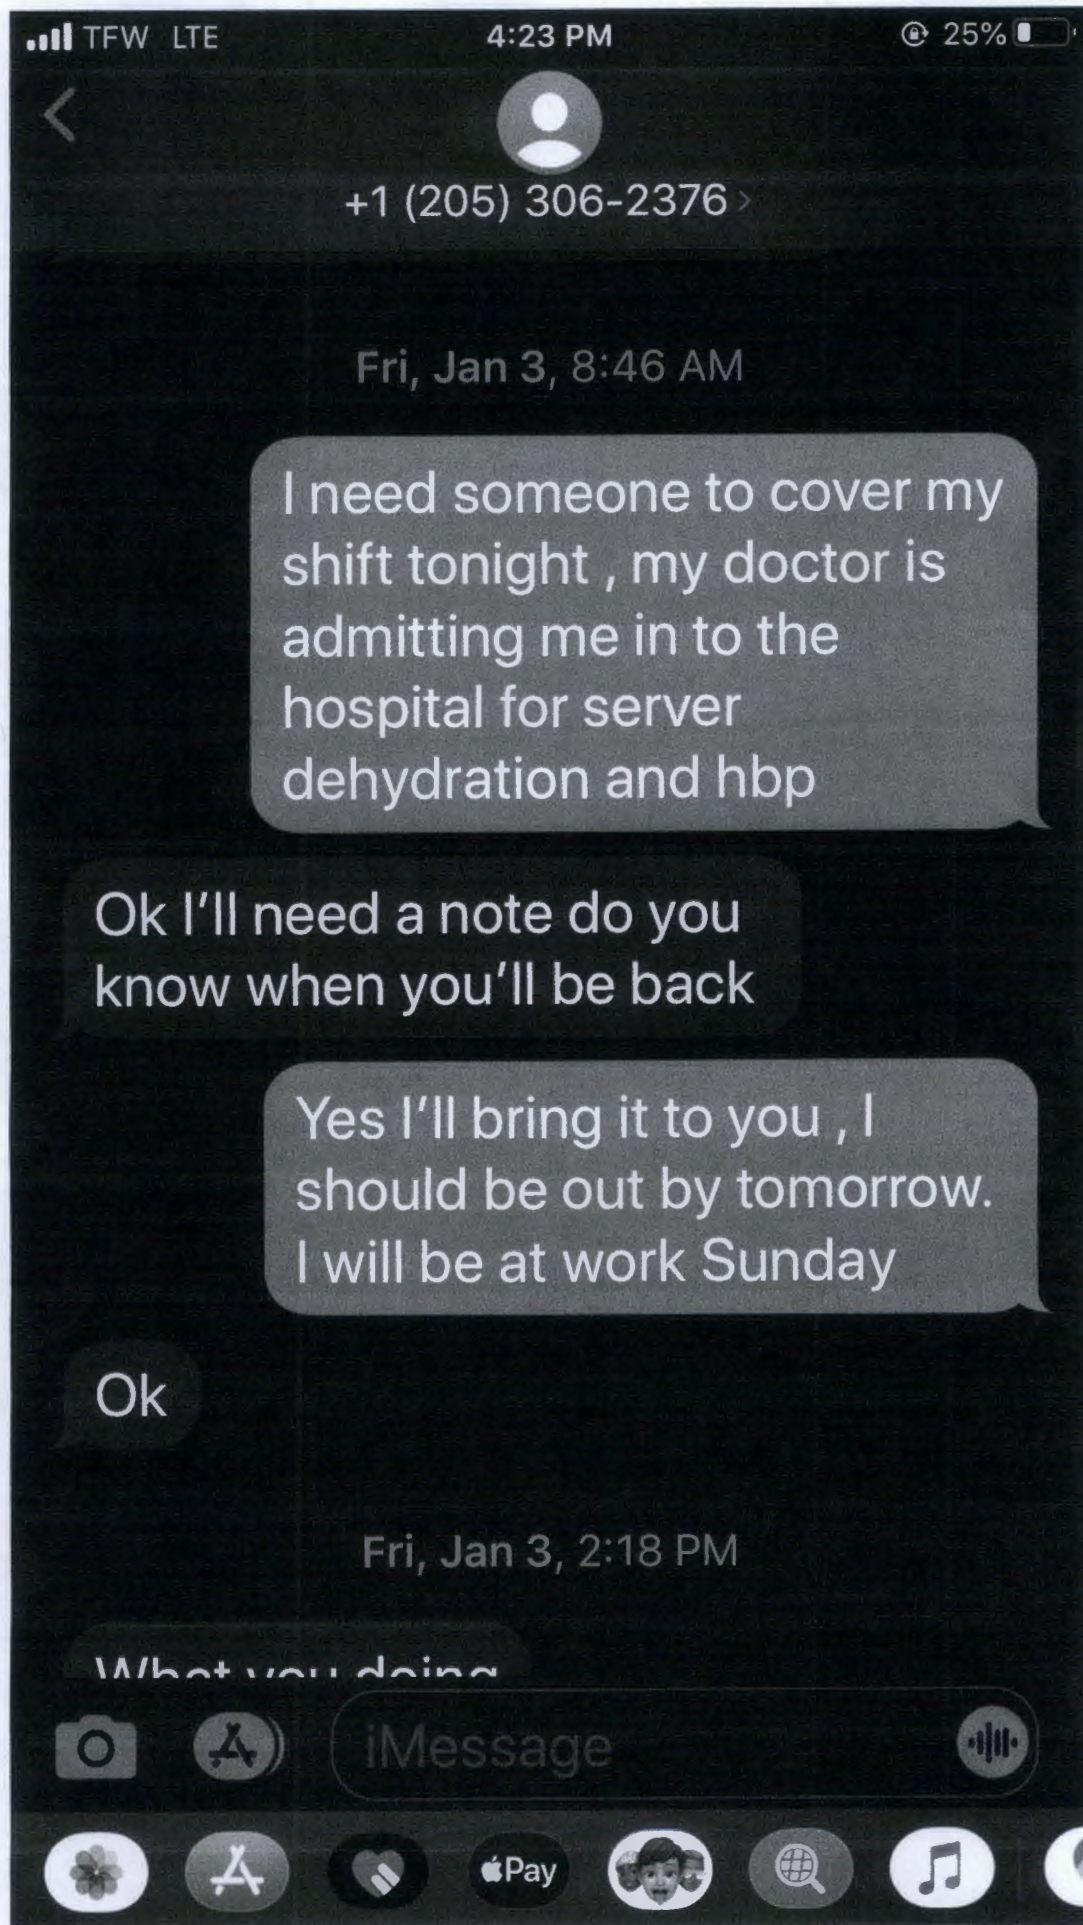 TFW LTE 4:23 PM 25%
+1 (205) 306-2376
Fri, Jan 3, 8:46 AM
I need someone to cover my
shift tonight , my doctor is
admitting me in to the
hospital for server
dehydration and hbp
Ok I'll need a note do you
know when you'll be back
Yes I'll bring it to you , I
should be out by tomorrow.
I will be at work Sunday
Ok
Fri, Jan 3, 2:18 PM
What you doing
iMessage
Pay